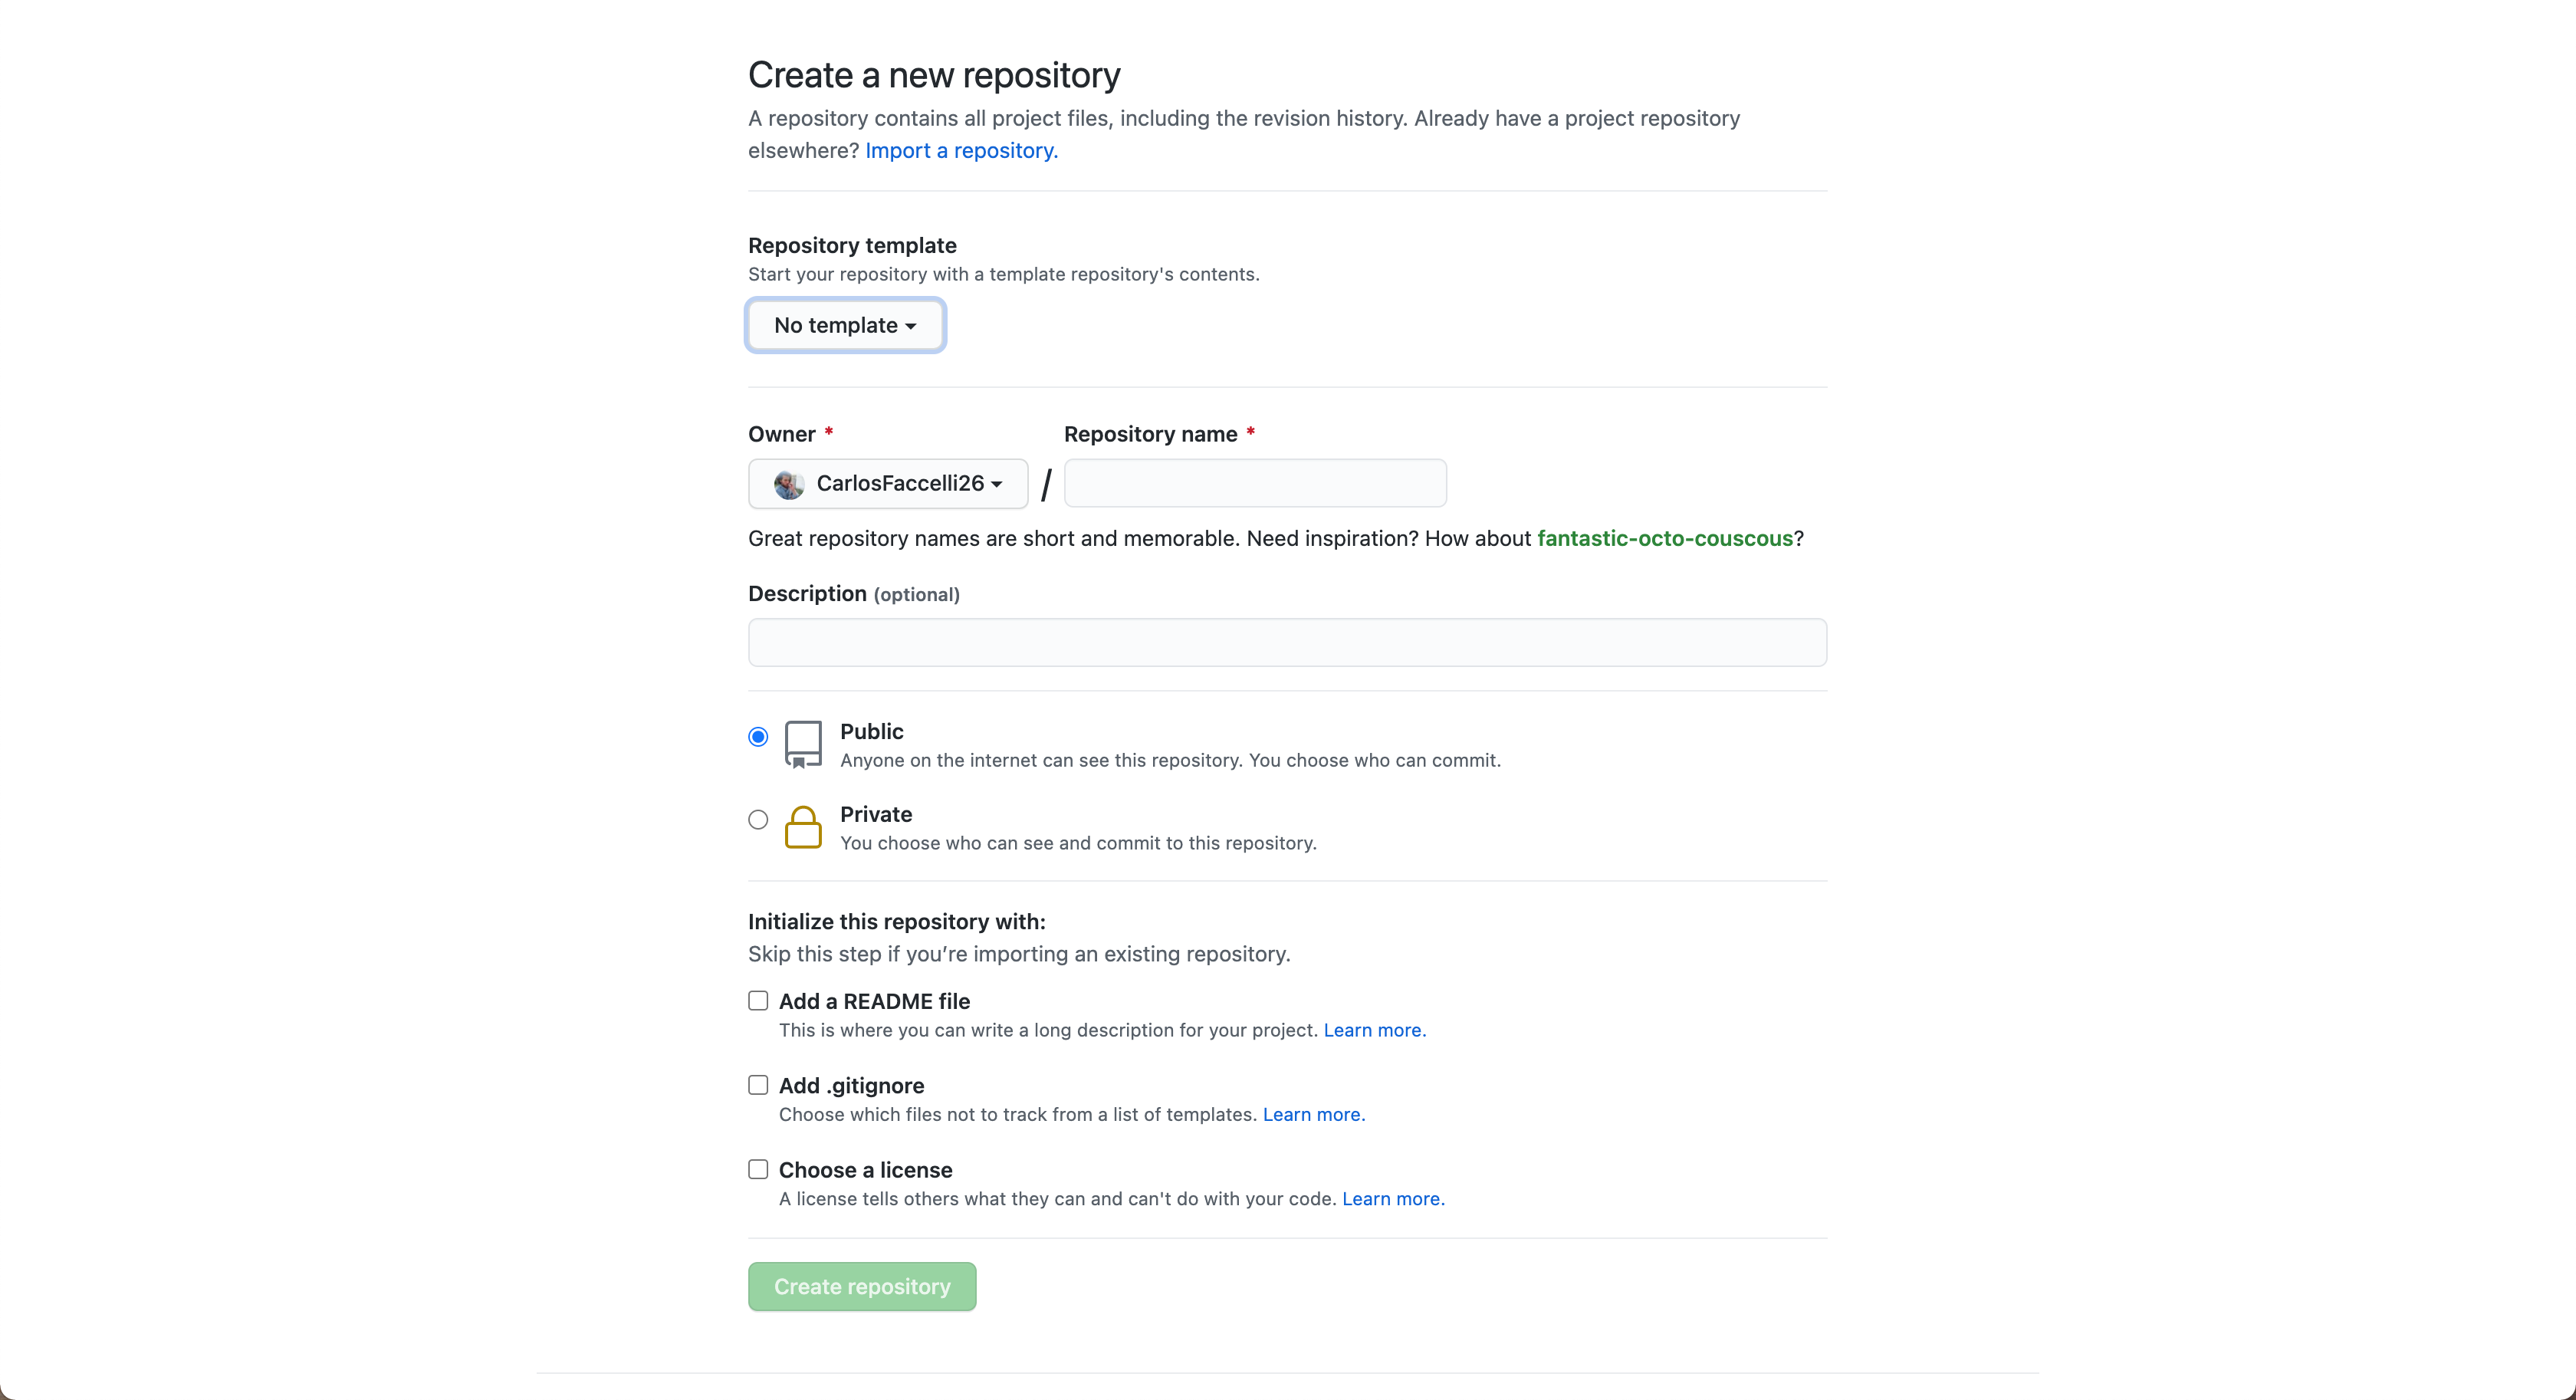 Create a new repository
A repository contains all project files, including the revision history. Already have a project repository
elsewhere? Import a repository.
Repository template
Start your repository with a template repository's contents.
No template
Owner *
Repository name *
CarlosFaccelli26
/
Great repository names are short and memorable. Need inspiration? How about fantastic-octo-couscous?
Description (optional)
Public
Anyone on the internet can see this repository. You choose who can commit.
Private
You choose who can see and commit to this repository.
Initialize this repository with:
Skip this step if you’re importing an existing repository.
Add a README file
This is where you can write a long description for your project. Learn more.
Add .gitignore
Choose which files not to track from a list of templates. Learn more.
Choose a license
A license tells others what they can and can't do with your code. Learn more.
Create repository